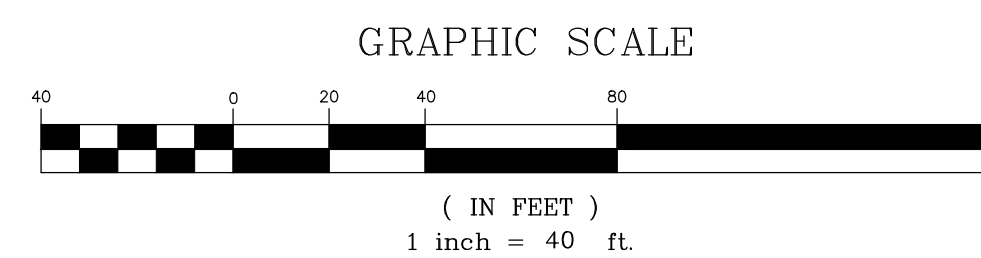 GRAPHIC SCALE
40 0 20 40 80
( IN FEET )
1 inch = 40 ft.